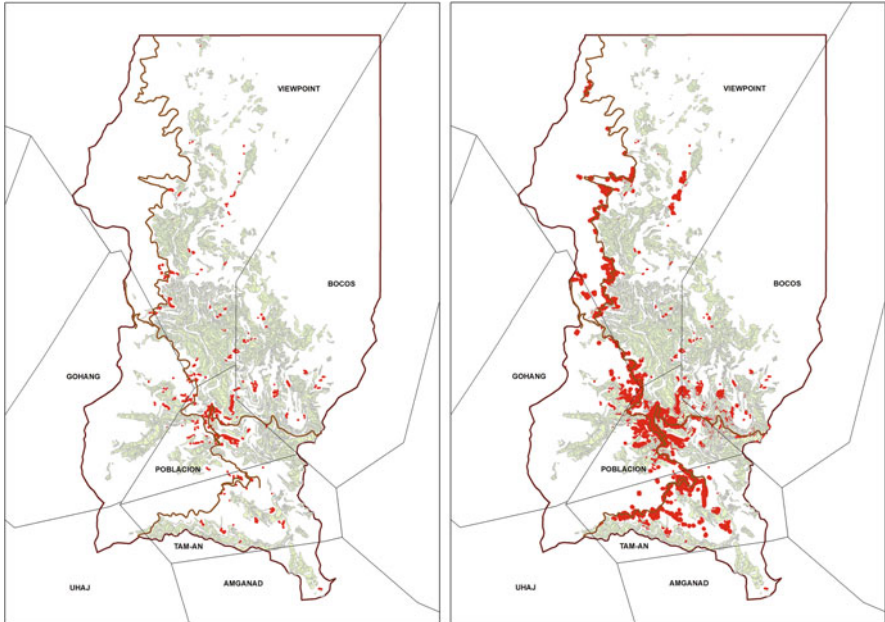 VIEWPOINT
BOCOS
GOHANG
POBLACION
TAM-AN
UHAJ
AMGANAD
VIEWPOINT
BOCOS
GOHANG
POBLACION
TAM-AN
UHAJ
AMGANAD